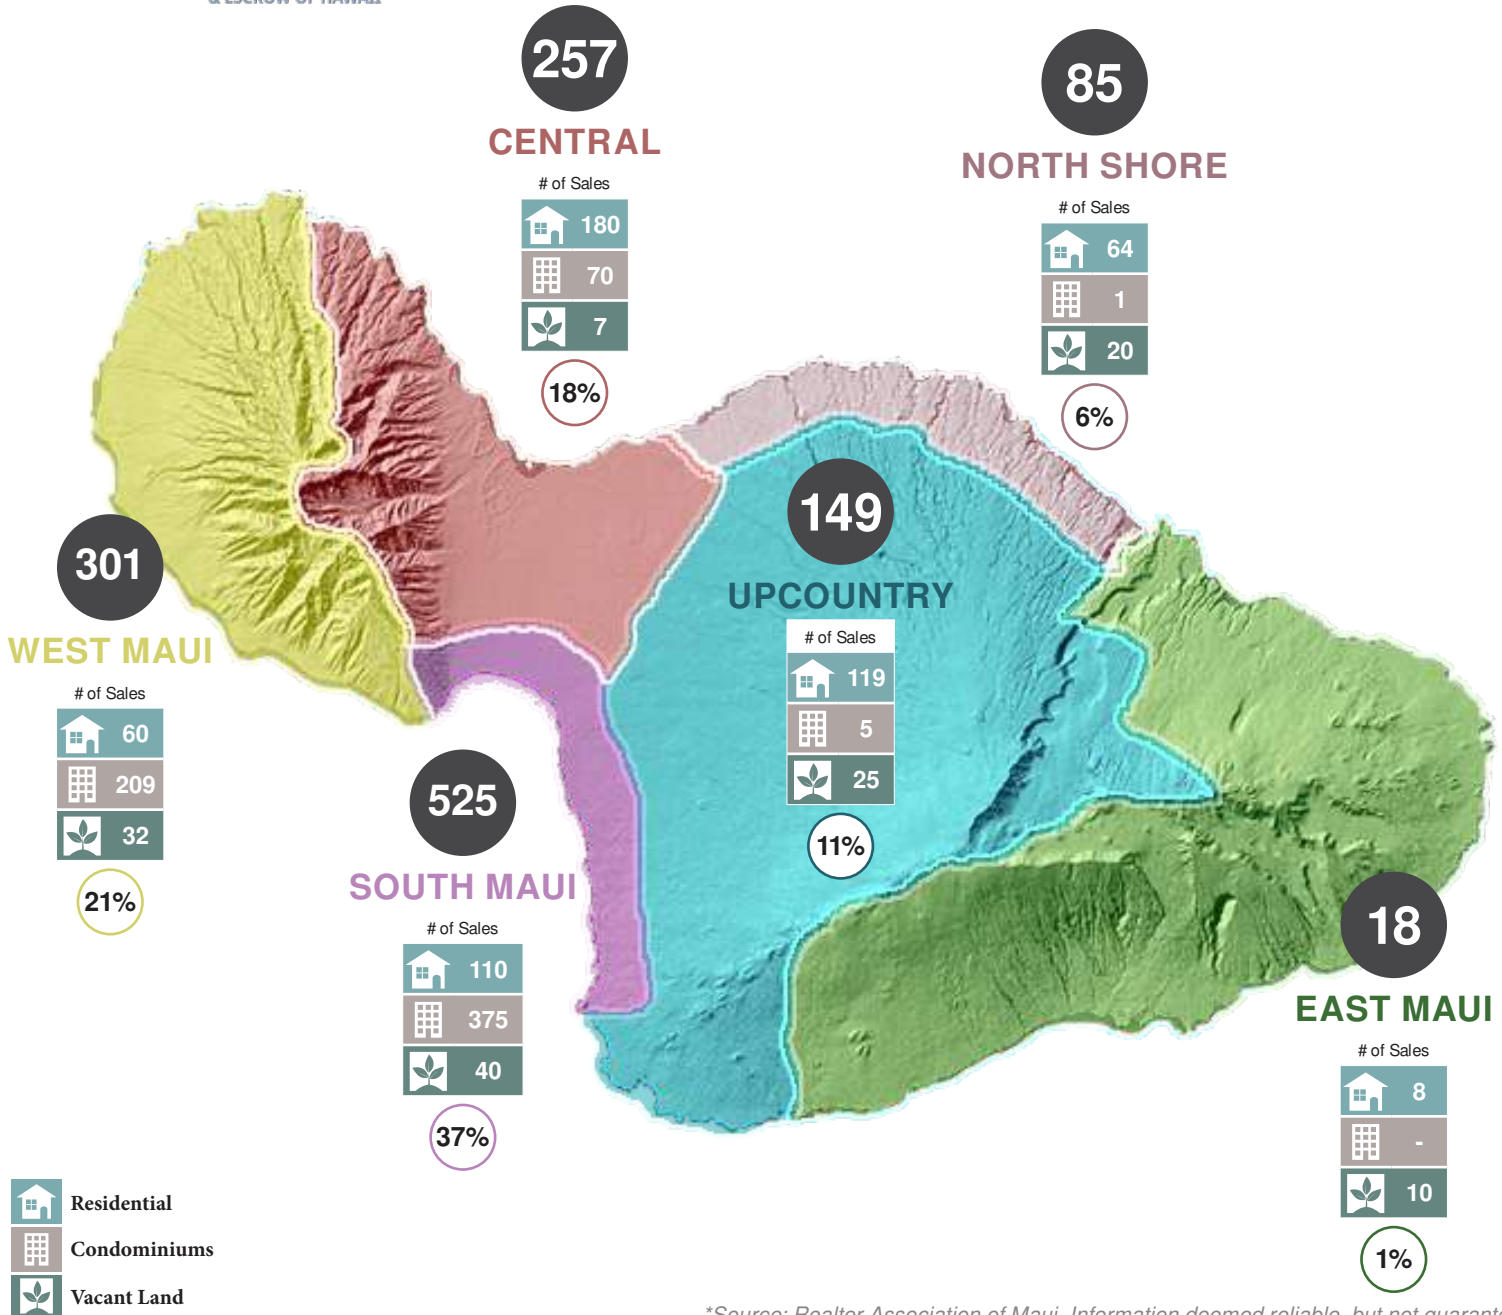 & ESCROW OF HAWAII
257
CENTRAL
# of Sales
180
70
7
18%
85
NORTH SHORE
# of Sales
64
1
20
6%
301
WEST MAUI
# of Sales
60
209
32
21%
149
UPCOUNTRY
# of Sales
119
5
25
11%
525
SOUTH MAUI
# of Sales
110
375
40
37%
18
EAST MAUI
# of Sales
8
-
10
1%
Residential
Condominiums
Vacant Land
*Source: Realtor Association of Maui. Information deemed reliable, but not